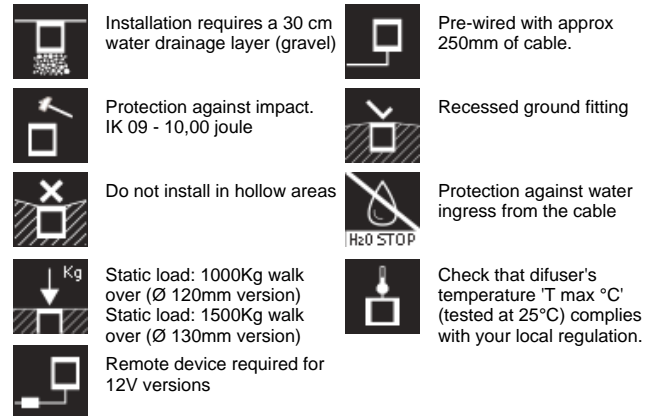 Installation requires a 30 cm
water drainage layer (gravel)
Pre-wired with approx
250mm of cable.
Protection against impact.
IK 09 - 10,00 joule
Recessed ground fitting
Do not install in hollow areas
H20 STOP
Protection against water
ingress from the cable
Kg
Static load: 1000Kg walk
over (Ø 120mm version)
Static load: 1500Kg walk
over (Ø 130mm version)
Check that difuser's
temperature 'T max °C'
(tested at 25°C) complies
with your local regulation.
Remote device required for
12V versions